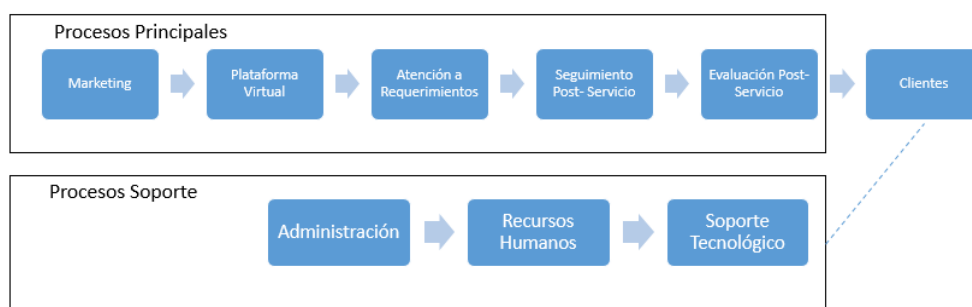 Procesos Principales
Marketing
Plataforma
Virtual
Atención a
Requerimientos
Seguimiento
Post- Servicio
Evaluación Post-
Servicio
Clientes
Procesos Soporte
Administración
Recursos
Humanos
Soporte
Tecnológico